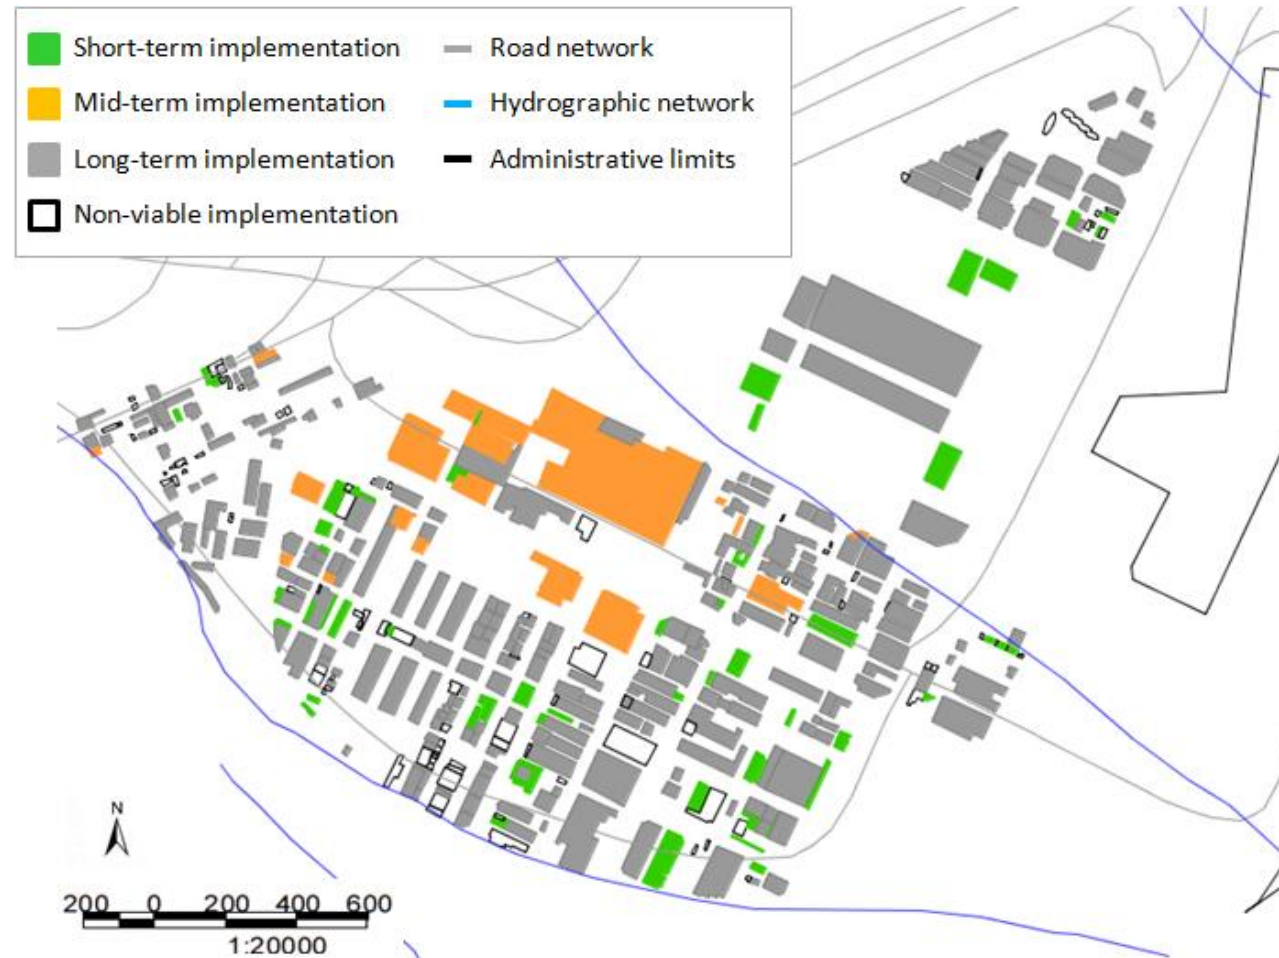 Short-term implementation
Road network
Mid-term implementation
Hydrographic network
Long-term implementation
Administrative limits
Non-viable implementation
N
200 0 200 400 600
1:20000